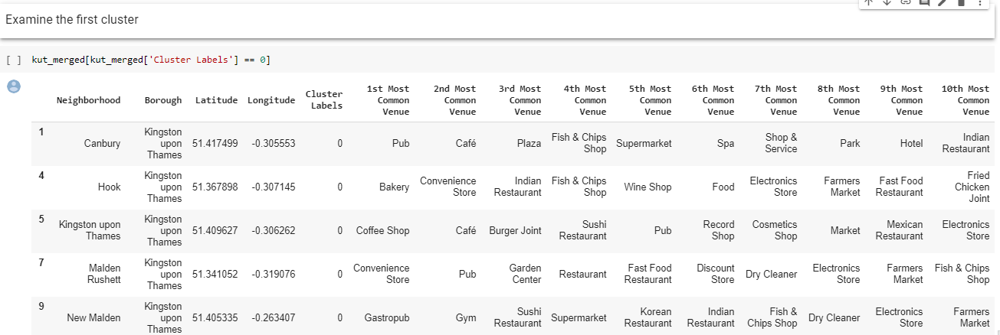 Examine the first cluster
[ ] kut_merged[kut_merged['Cluster Labels'] == 0]
Neighborhood Borough Latitude Longitude Cluster Labels 1st Most Common Venue 2nd Most Common Venue 3rd Most Common Venue 4th Most Common Venue 5th Most Common Venue 6th Most Common Venue 7th Most Common Venue 8th Most Common Venue 9th Most Common Venue 10th Most Common Venue
1 Canbury Kingston upon Thames 51.417499 -0.305553 0 Pub Café Plaza Fish & Chips Shop Supermarket Spa Shop & Service Park Hotel Indian Restaurant
4 Hook Kingston upon Thames 51.367898 -0.307145 0 Bakery Convenience Store Indian Restaurant Fish & Chips Shop Wine Shop Food Electronics Store Farmers Market Fast Food Restaurant Fried Chicken Joint
5 Kingston upon Thames Kingston upon Thames 51.409627 -0.306262 0 Coffee Shop Café Burger Joint Sushi Restaurant Pub Record Shop Cosmetics Shop Market Mexican Restaurant Electronics Store
7 Malden Rushett Kingston upon Thames 51.341052 -0.319076 0 Convenience Store Pub Garden Center Restaurant Fast Food Restaurant Discount Store Dry Cleaner Electronics Store Farmers Market Fish & Chips Shop
9 New Malden Kingston upon Thames 51.405335 -0.263407 0 Gastropub Gym Sushi Restaurant Supermarket Korean Restaurant Indian Restaurant Fish & Chips Shop Dry Cleaner Electronics Store Farmers Market